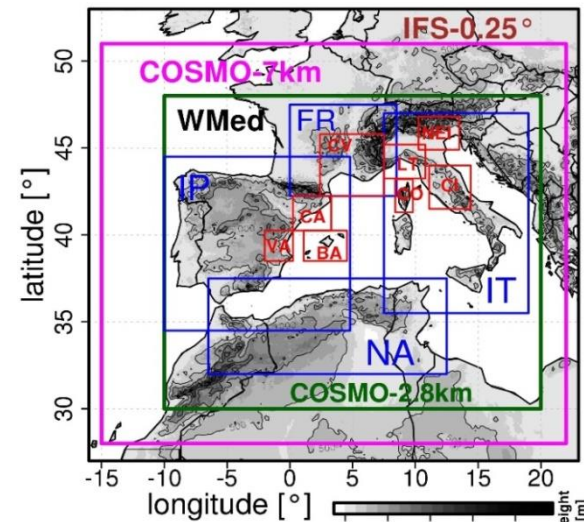 IFS-0.25°
COSMO-7km
WMed
FR
CV
NEI
LT
IP
CO
CI
CA
VA
BA
IT
NA
COSMO-2.8km
latitude [°]
50
45
40
35
30
-15
-10
-5
0
5
10
15
20
longitude [°]